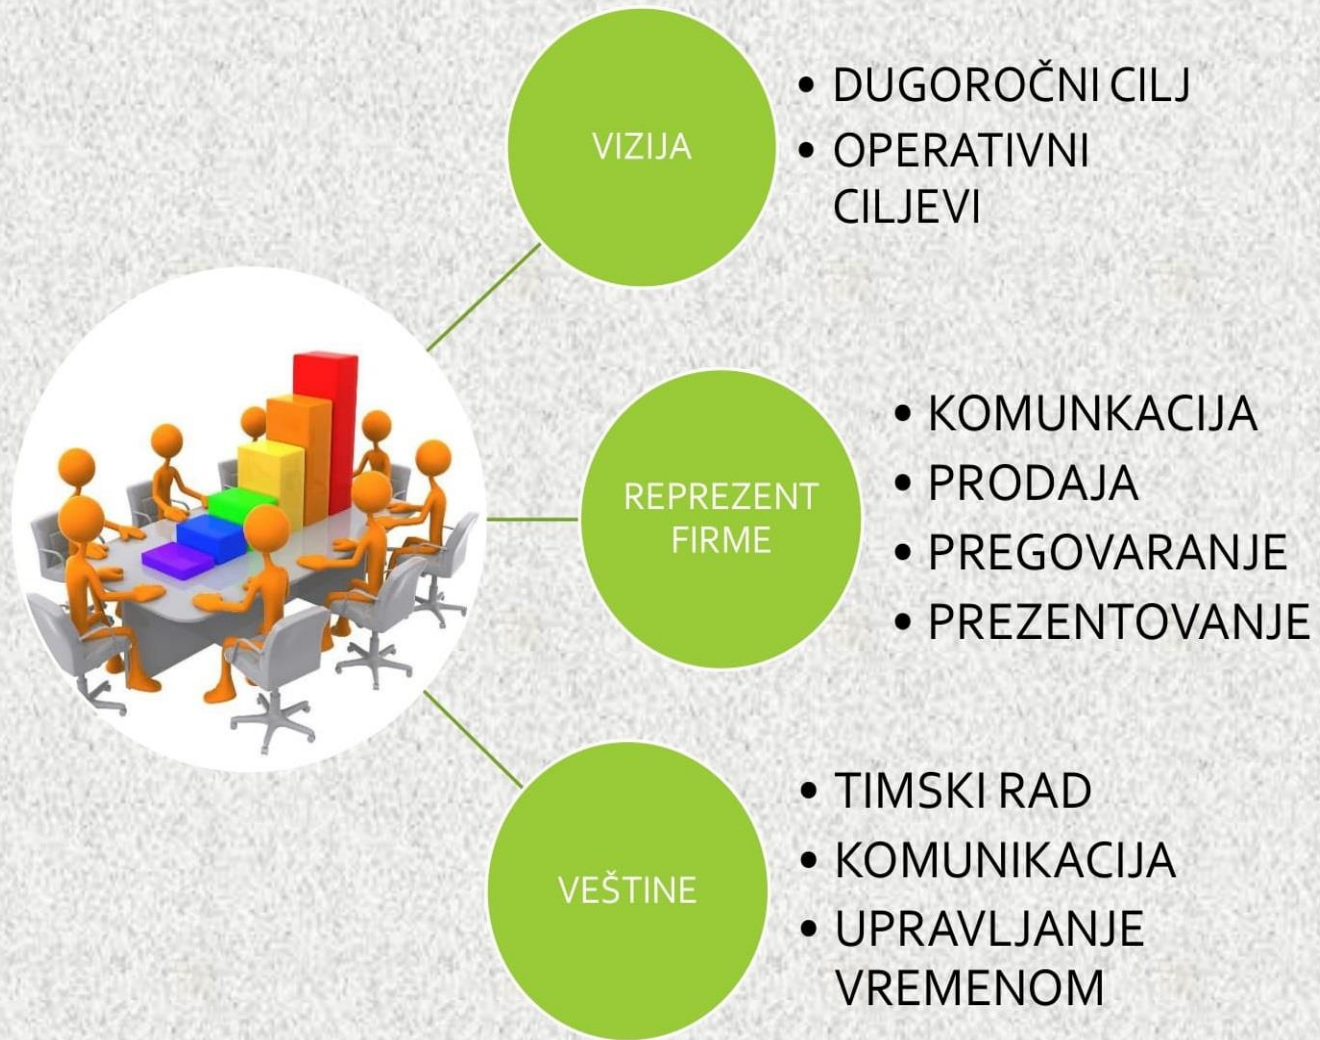 VIZIJA
• DUGOROČNI CILJ
• OPERATIVNI
CILJEVI
REPREZENT
FIRME
• KOMUNKACIJA
• PRODAJA
• PREGOVARANJE
• PREZENTOVANJE
VEŠTINE
• TIMSKI RAD
• KOMUNIKACIJA
• UPRAVLJANJE
VREMENOM